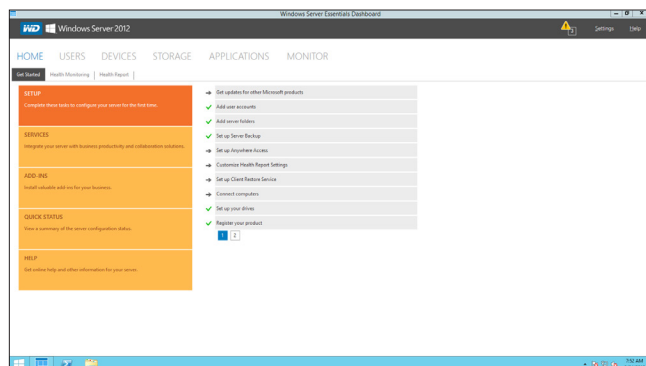 Windows Server Essentials Dashboard
WD Windows Server 2012
3 Settings Help
HOME USERS DEVICES STORAGE APPLICATIONS MONITOR
Get Started Health Monitoring Health Report
SETUP
Complete these tasks to configure your server for the first time.
SERVICES
Integrate your server with business productivity and collaboration solutions.
ADD-INS
Install valuable add-ins for your business.
QUICK STATUS
View a summary of the server configuration status.
HELP
Get online help and other information for your server.
Get updates for other Microsoft products
Add user accounts
Add server folders
Set up Server Backup
Set up Anywhere Access
Customize Health Report Settings
Set up Client Restore Service
Connect computers
Set up your drives
Register your product
1 2
7:52 AM